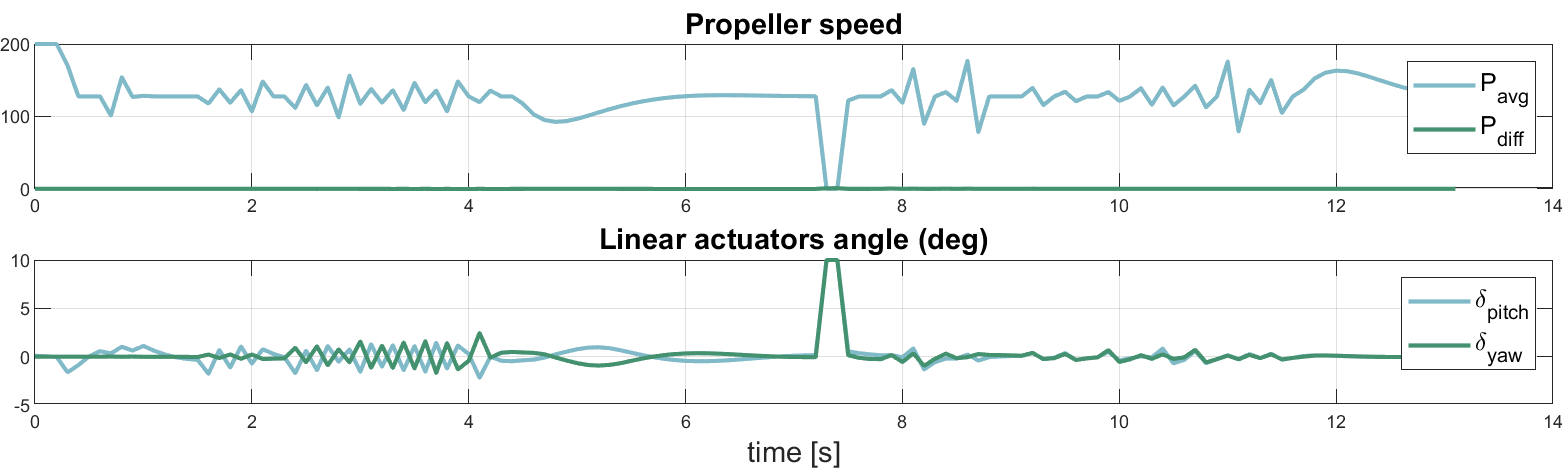 Propeller speed
200
100
0
0 2 4 6 8 10 12 14
P_avg
P_diff
Linear actuators angle (deg)
10
5
0
-5
0 2 4 6 8 10 12 14
δ_pitch
δ_yaw
time [s]